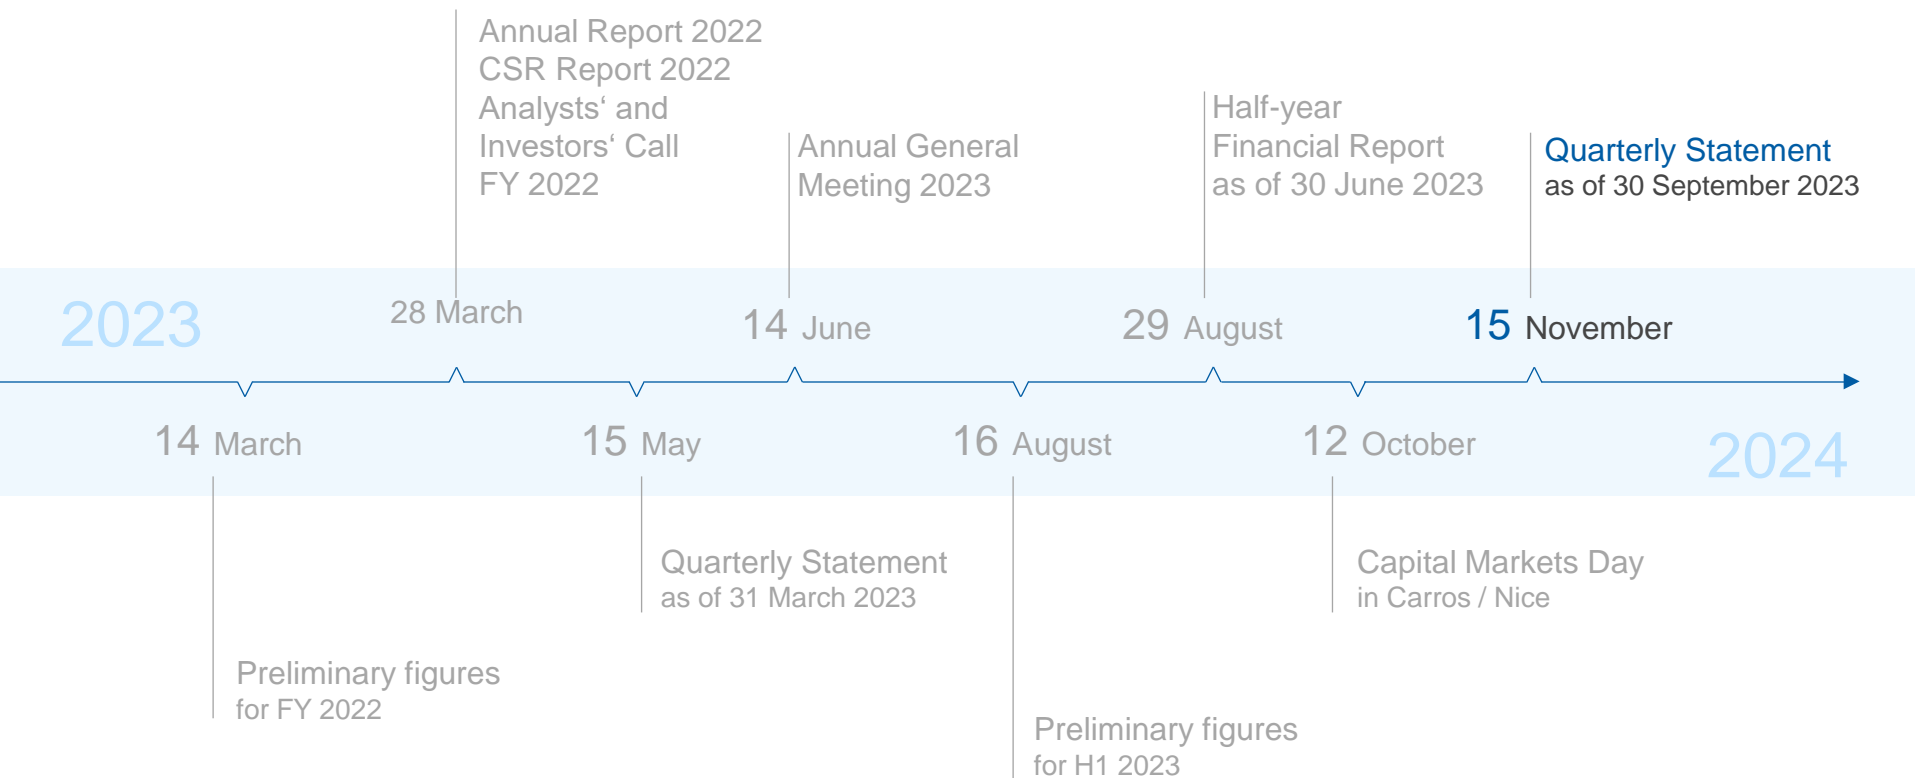 Annual Report 2022
CSR Report 2022
Analysts‘ and
Investors‘ Call
FY 2022
Annual General
Meeting 2023
Half-year
Financial Report
as of 30 June 2023
Quarterly Statement
as of 30 September 2023
2023
28 March
14 June
29 August
15 November
14 March
15 May
16 August
12 October
2024
Quarterly Statement
as of 31 March 2023
Capital Markets Day
in Carros / Nice
Preliminary figures
for FY 2022
Preliminary figures
for H1 2023